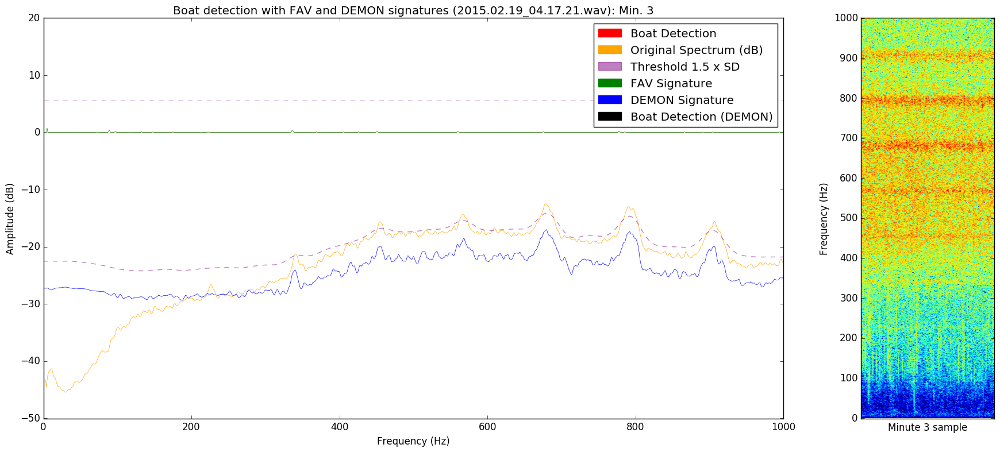 Boat detection with FAV and DEMON signatures (2015.02.19_04.17.21.wav): Min. 3
Boat Detection
Original Spectrum (dB)
Threshold 1.5 x SD
FAV Signature
DEMON Signature
Boat Detection (DEMON)
20
10
0
−10
−20
−30
−40
−50
Amplitude (dB)
0
200
400
600
800
1000
Frequency (Hz)
1000
900
800
700
600
500
400
300
200
100
0
Frequency (Hz)
Minute 3 sample